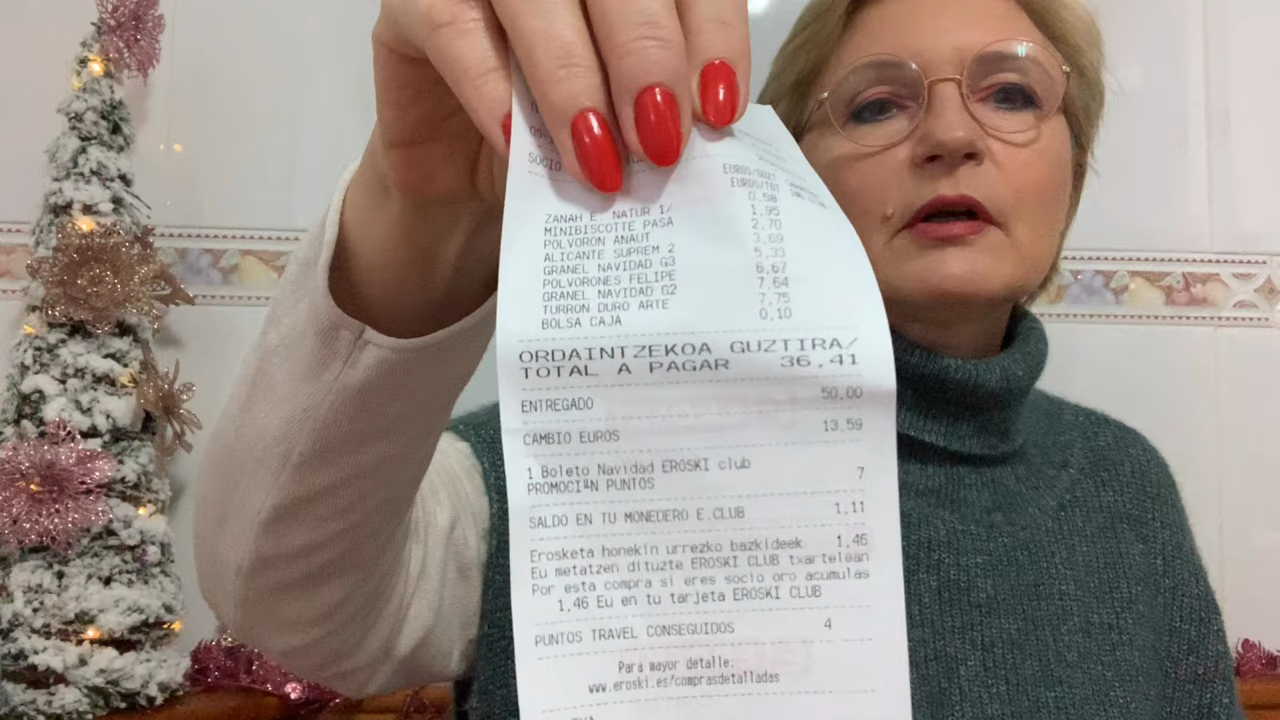 SOCIO
EUROS/GUZT
EUROS/TOT
0,58
ZANAH E. NATUR 1/ 1,95
MINIBISCOTTE PASA 2,70
POLVORON ANAUT 3,69
ALICANTE SUPREM 2 5,33
GRANEL NAVIDAD G3 6,67
POLVORONES FELIPE 7,64
GRANEL NAVIDAD G2 7,75
TURRON DURO ARTE 0,10
BOLSA CAJA
ORDAINTZEKOA GUZTIRA/
TOTAL A PAGAR 36,41
ENTREGADO 50,00
CAMBIO EUROS 13,59
1 Boleto Navidad EROSKI club
PROMOCIªN PUNTOS 7
SALDO EN TU MONEDERO E.CLUB 1,11
Erosketa honekin urrezko bazkideek 1,46
Eu metatzen dituzte EROSKI CLUB txartelean
Por esta compra si eres socio oro acumulas
1,46 Eu en tu tarjeta EROSKI CLUB
PUNTOS TRAVEL CONSEGUIDOS 4
Para mayor detalle:
www.eroski.es/comprasdetalladas